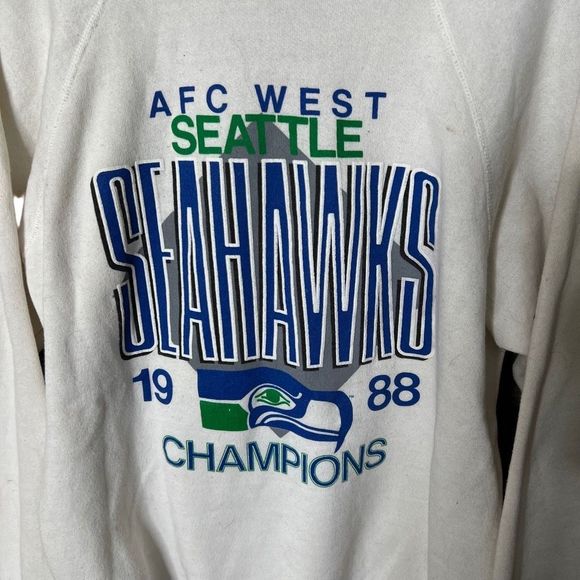 AFC WEST
SEATTLE
SEAHAWKS
19 88
CHAMPIONS